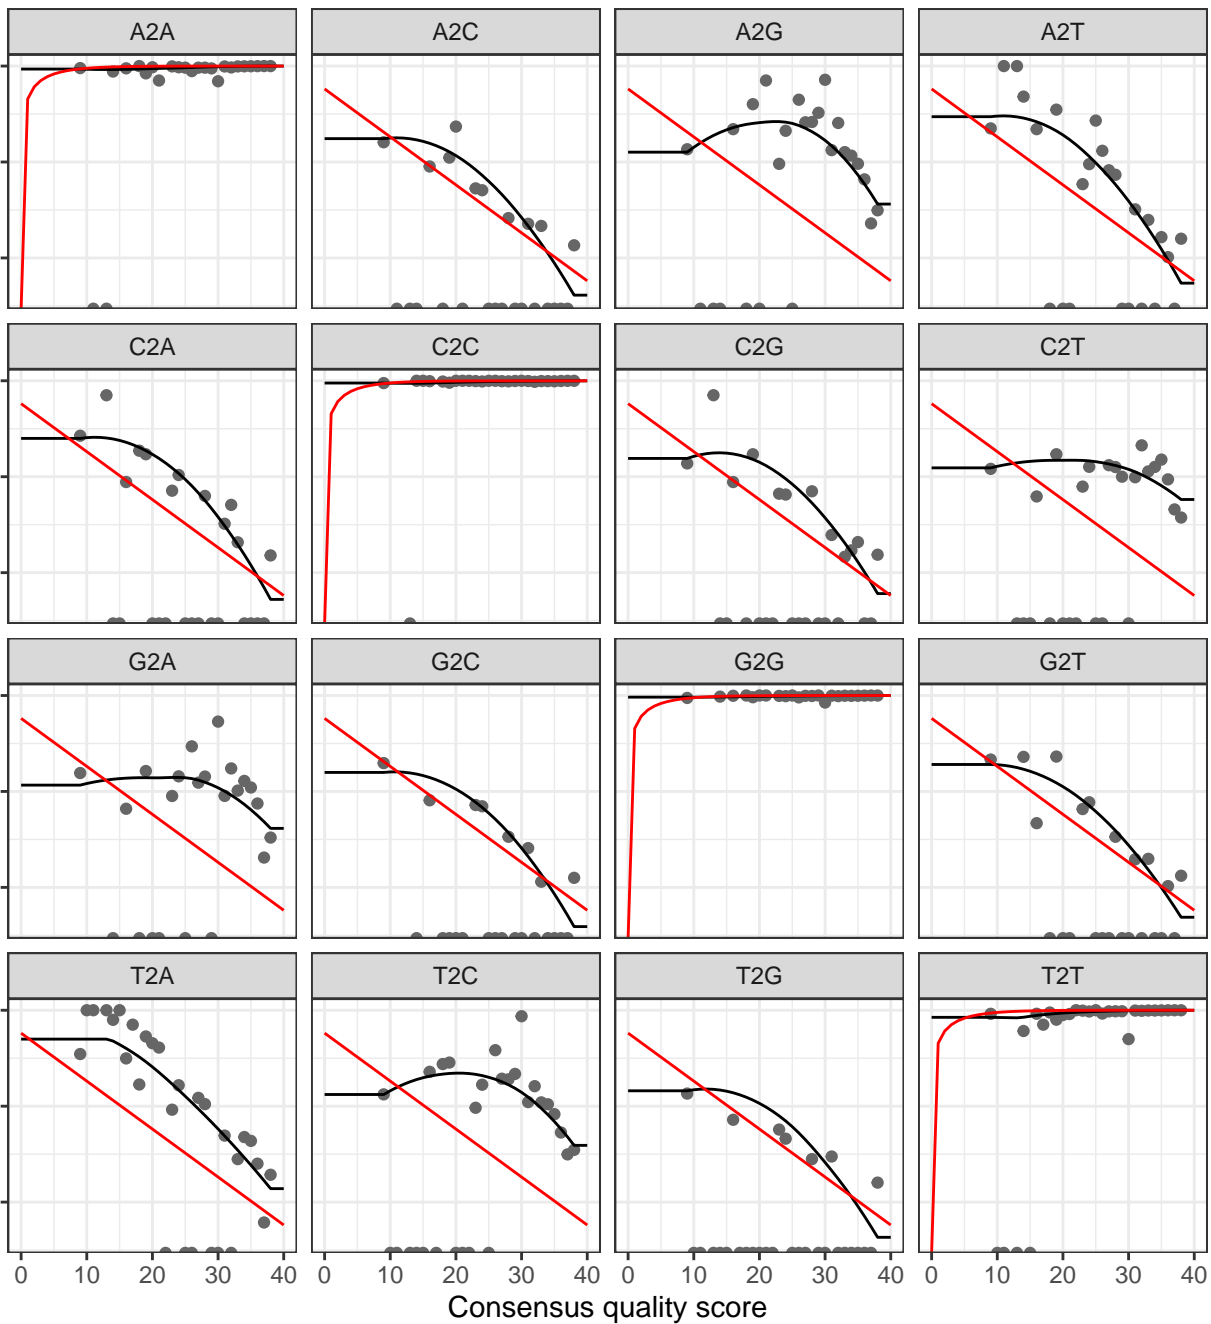 A2A A2C A2G A2T
C2A C2C C2G C2T
G2A G2C G2G G2T
T2A T2C T2G T2T
0 10 20 30 40 0 10 20 30 40 0 10 20 30 40 0 10 20 30 40
Consensus quality score